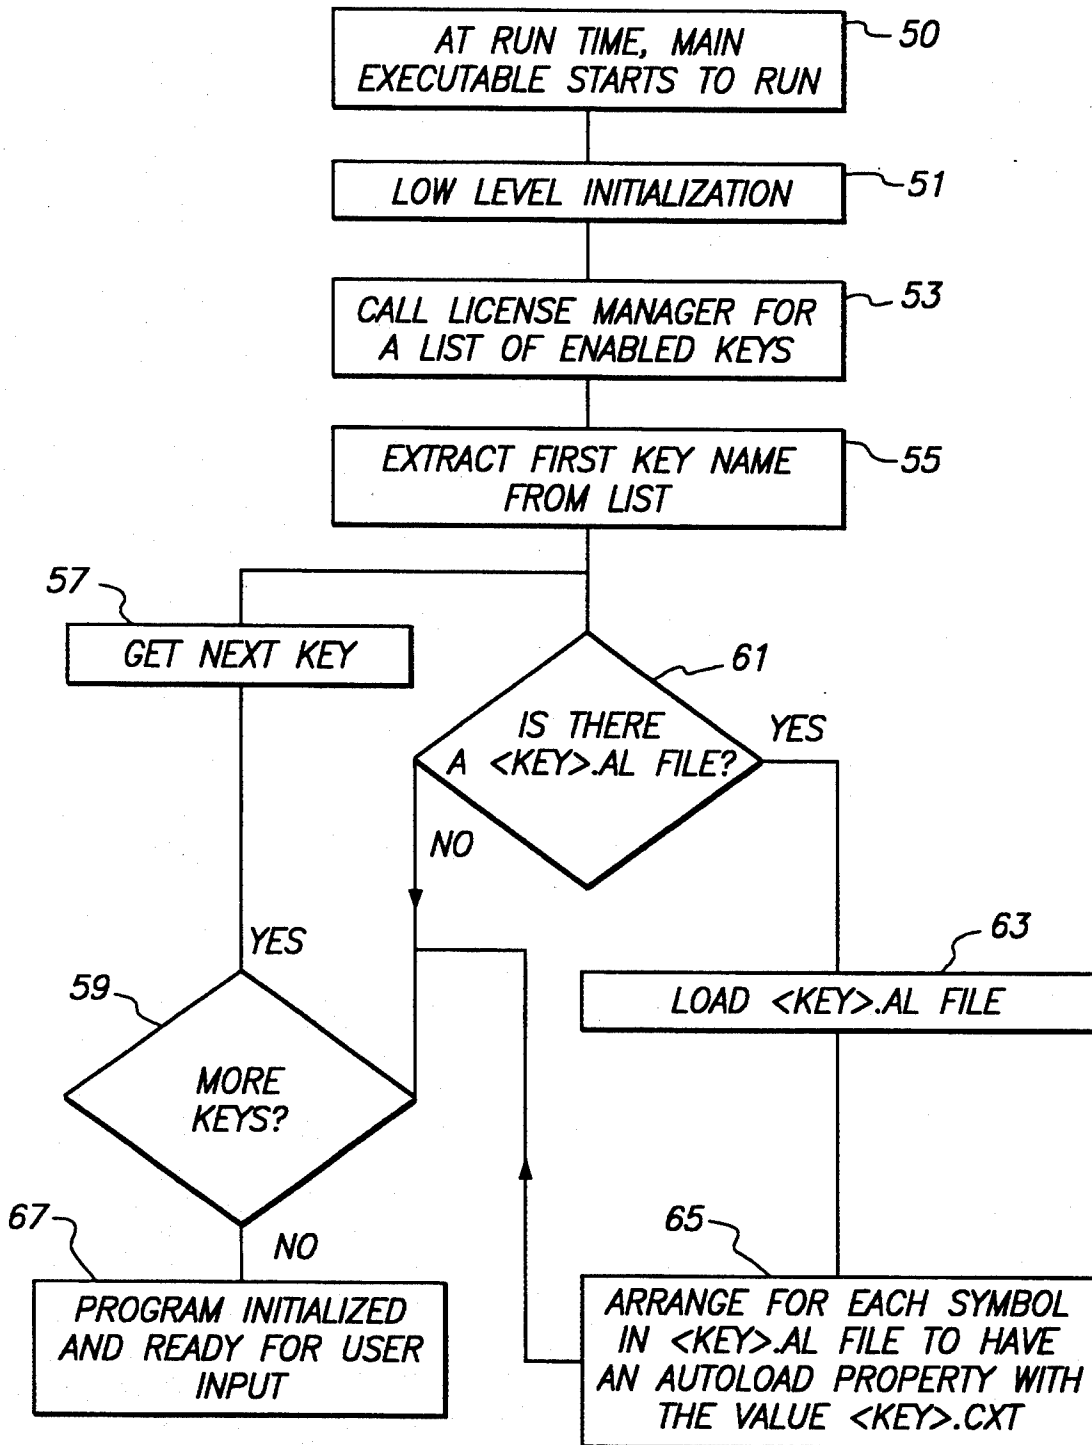 AT RUN TIME, MAIN
EXECUTABLE STARTS TO RUN
50
LOW LEVEL INITIALIZATION
51
CALL LICENSE MANAGER FOR
A LIST OF ENABLED KEYS
53
EXTRACT FIRST KEY NAME
FROM LIST
55
57
GET NEXT KEY
61
IS THERE
A <KEY>.AL FILE?
YES
NO
63
LOAD <KEY>.AL FILE
YES
59
MORE
KEYS?
67
NO
PROGRAM INITIALIZED
AND READY FOR USER
INPUT
65
ARRANGE FOR EACH SYMBOL
IN <KEY>.AL FILE TO HAVE
AN AUTOLOAD PROPERTY WITH
THE VALUE <KEY>.CXT